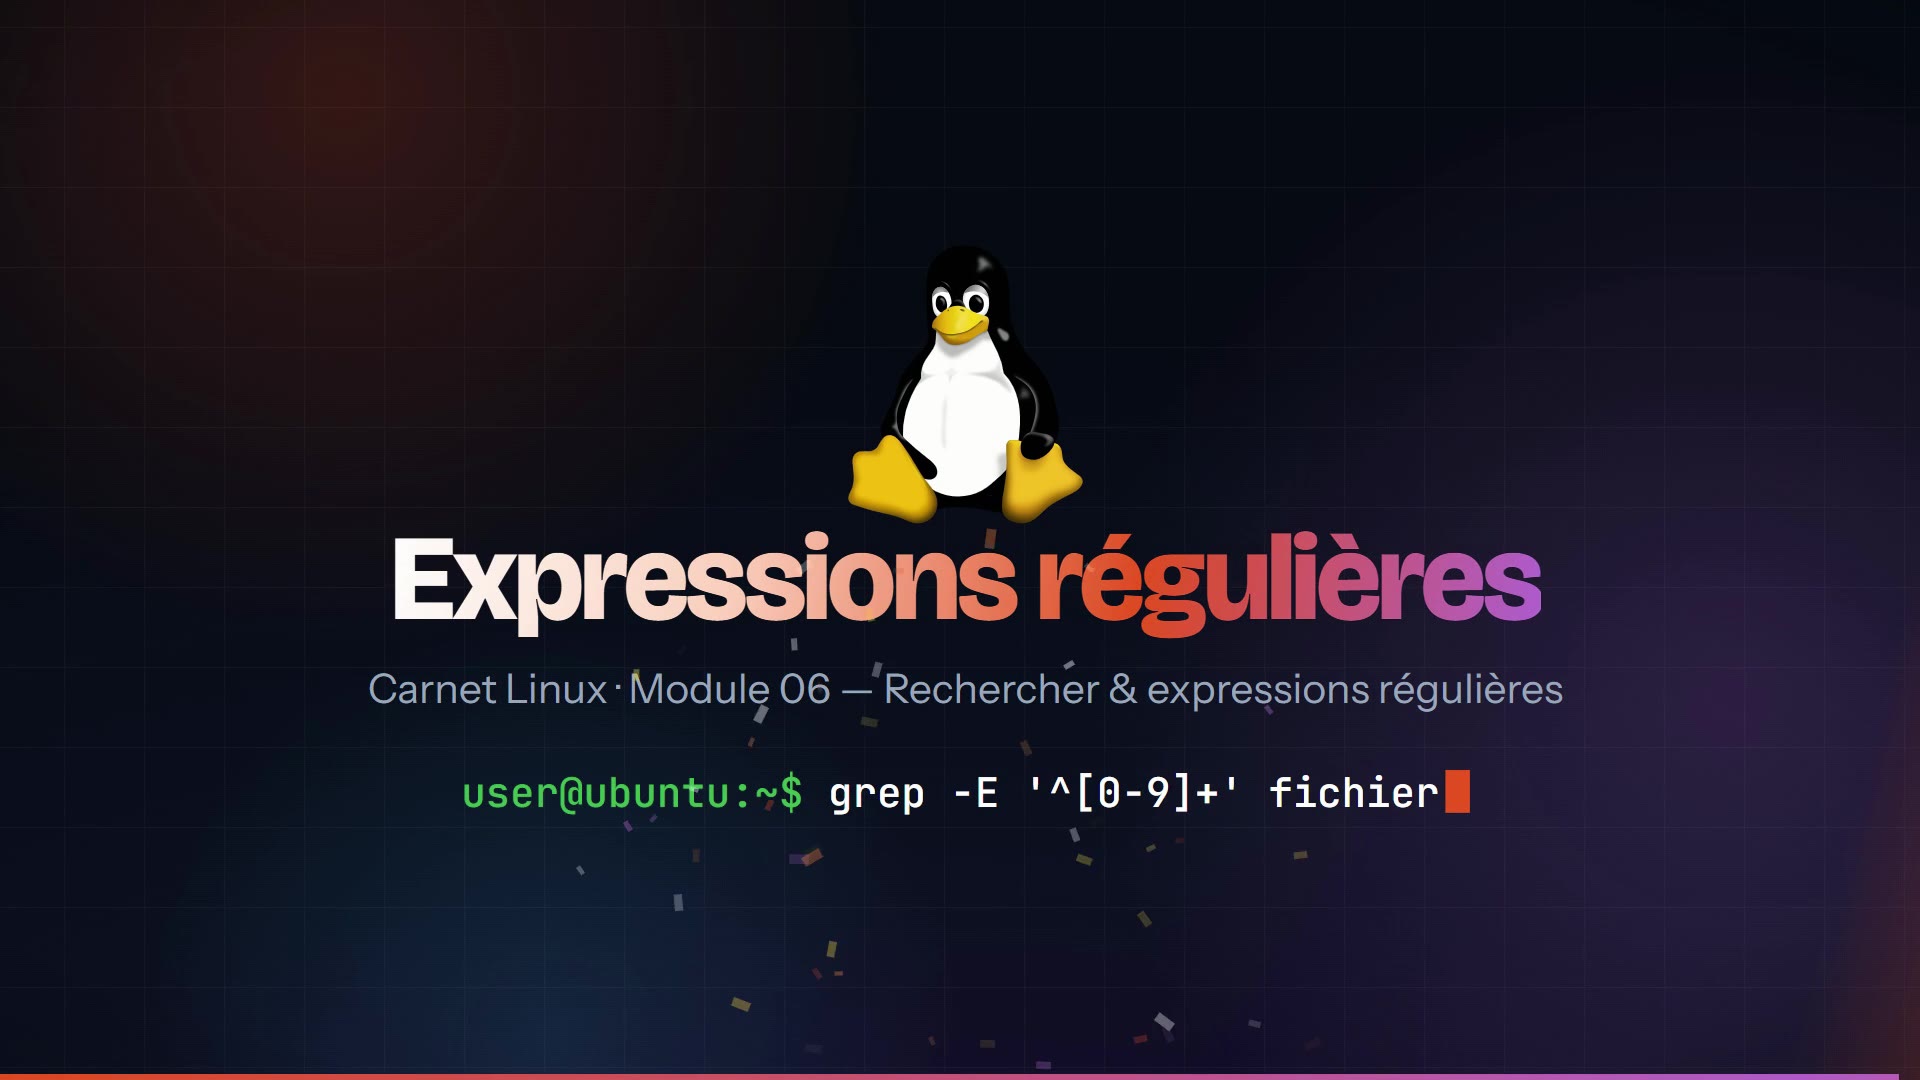 Expressions régulières
Carnet Linux · Module 06 — Rechercher & expressions régulières
user@ubuntu:~$ grep -E '^[0-9]+' fichier